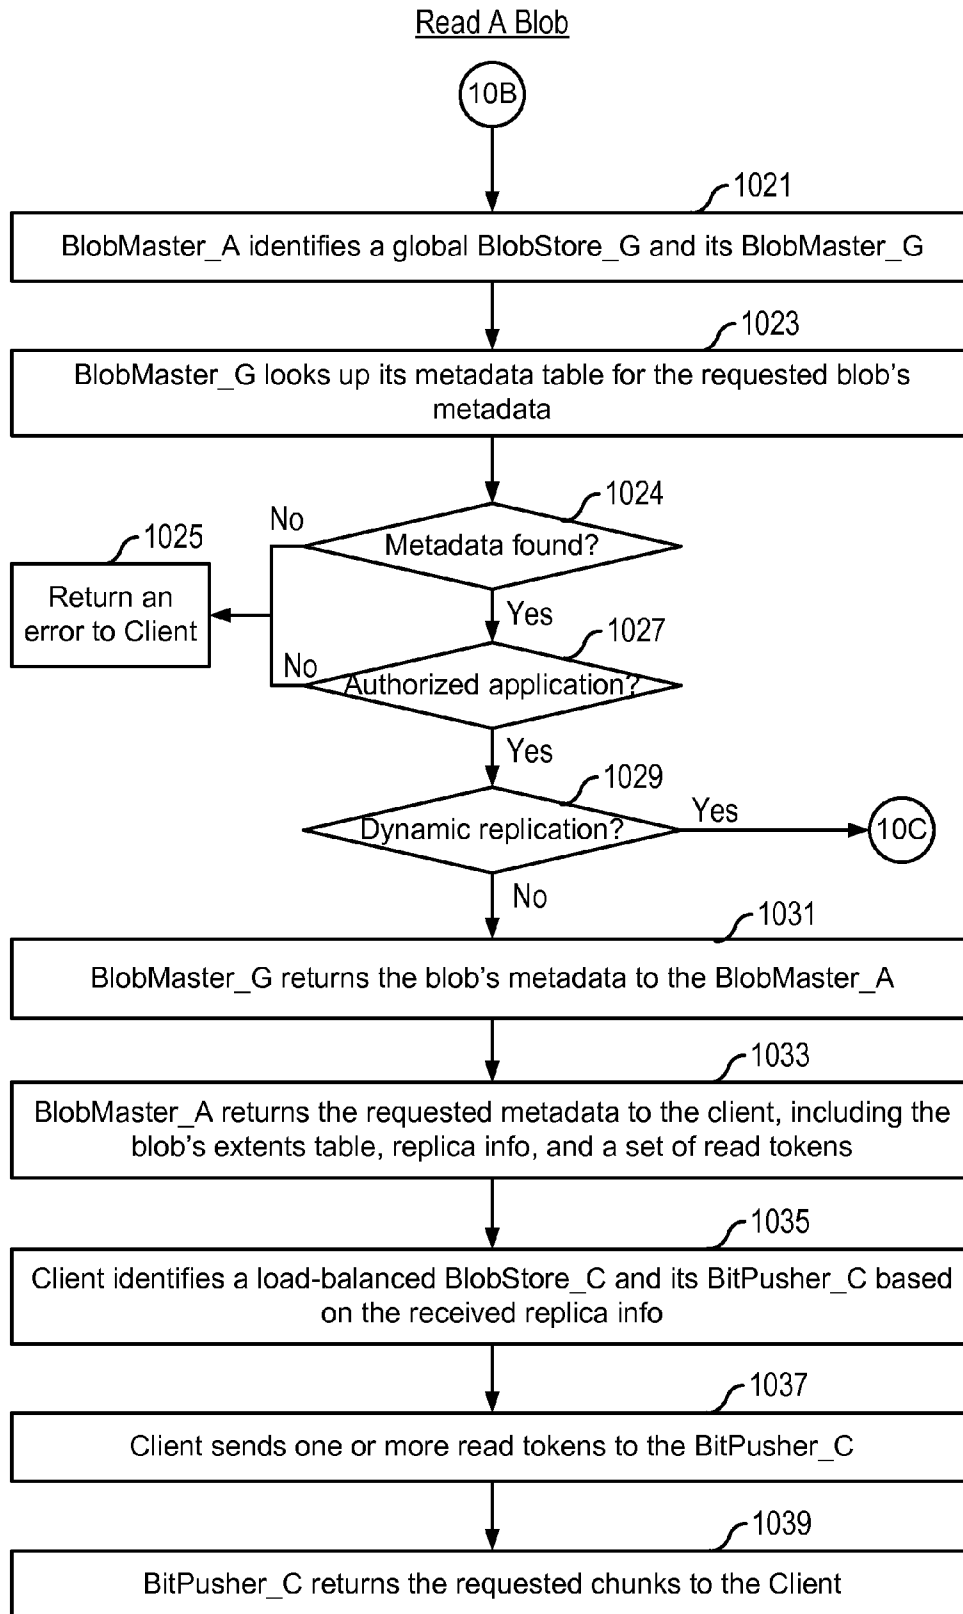 Read A Blob
10B
1021
BlobMaster_A identifies a global BlobStore_G and its BlobMaster_G
1023
BlobMaster_G looks up its metadata table for the requested blob's
metadata
1024
No
Metadata found?
1025
Return an
error to Client
Yes
1027
No
Authorized application?
Yes
1029
Dynamic replication?
Yes
10C
No
1031
BlobMaster_G returns the blob's metadata to the BlobMaster_A
1033
BlobMaster_A returns the requested metadata to the client, including the
blob's extents table, replica info, and a set of read tokens
1035
Client identifies a load-balanced BlobStore_C and its BitPusher_C based
on the received replica info
1037
Client sends one or more read tokens to the BitPusher_C
1039
BitPusher_C returns the requested chunks to the Client